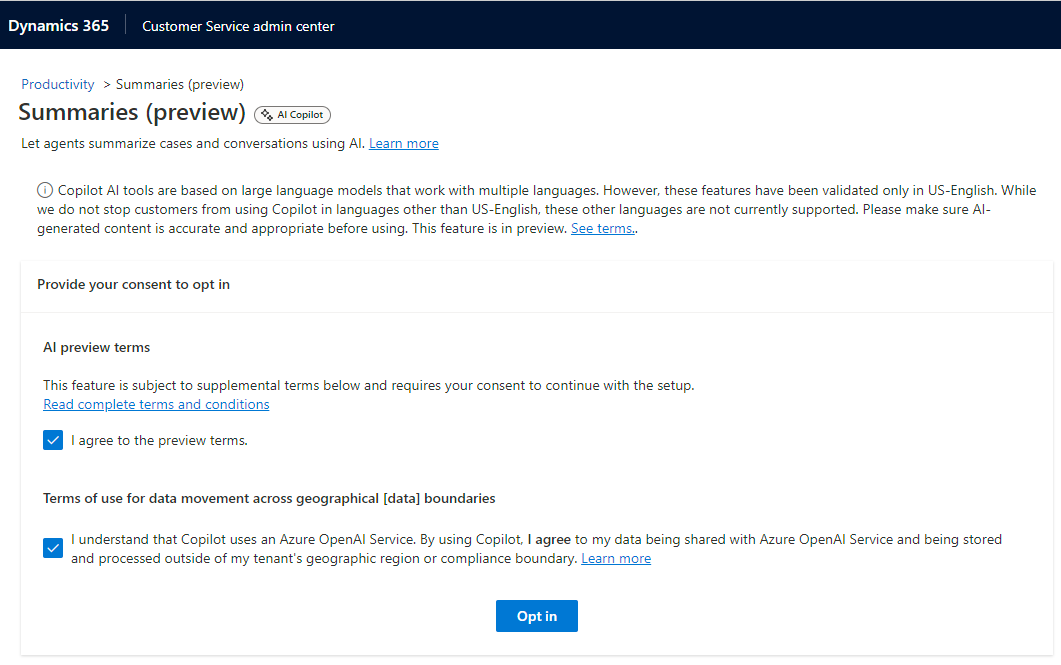 Dynamics 365 Customer Service admin center
Productivity > Summaries (preview)
Summaries (preview) AI Copilot
Let agents summarize cases and conversations using AI. Learn more
Copilot AI tools are based on large language models that work with multiple languages. However, these features have been validated only in US-English. While
we do not stop customers from using Copilot in languages other than US-English, these other languages are not currently supported. Please make sure AI-
generated content is accurate and appropriate before using. This feature is in preview. See terms..
Provide your consent to opt in
AI preview terms
This feature is subject to supplemental terms below and requires your consent to continue with the setup.
Read complete terms and conditions
I agree to the preview terms.
Terms of use for data movement across geographical [data] boundaries
I understand that Copilot uses an Azure OpenAI Service. By using Copilot, I agree to my data being shared with Azure OpenAI Service and being stored
and processed outside of my tenant's geographic region or compliance boundary. Learn more
Opt in